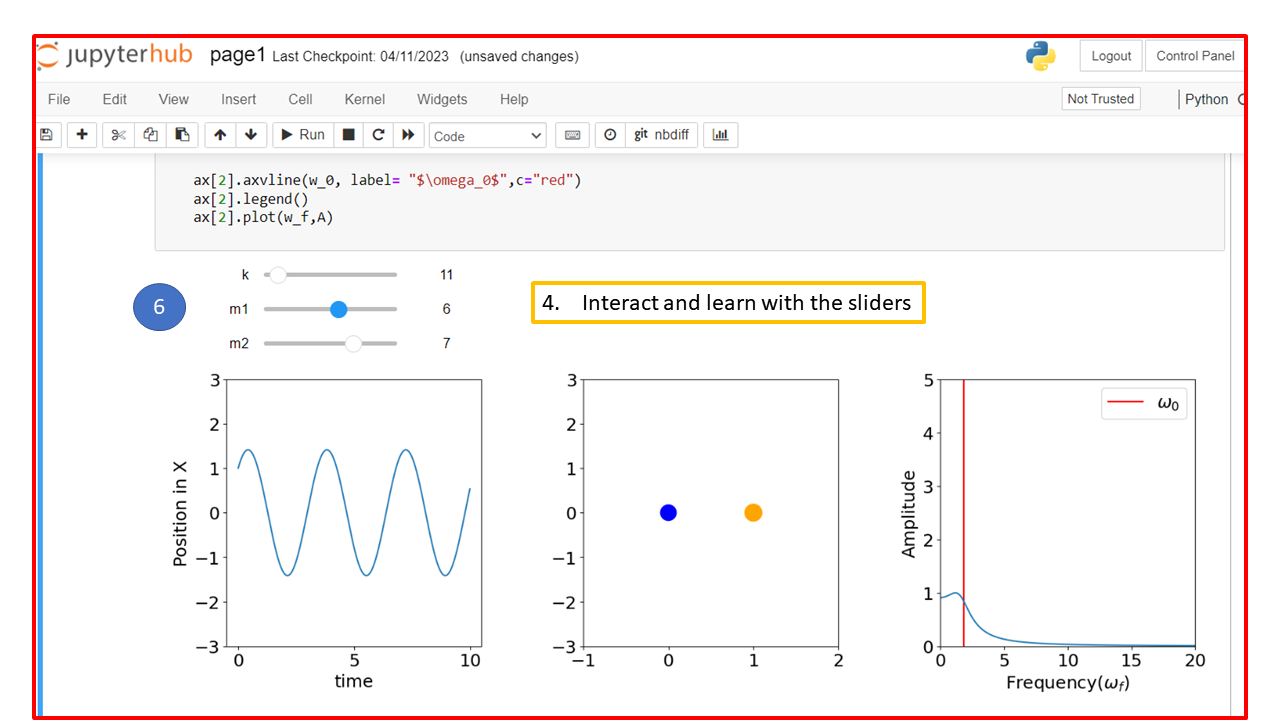 jupyterhub page1 Last Checkpoint: 04/11/2023 (unsaved changes) Logout Control Panel
File Edit View Insert Cell Kernel Widgets Help Not Trusted Python
Run Code git nbdiff
ax[2].axvline(w_0, label= "$\omega_0$",c="red")
ax[2].legend()
ax[2].plot(w_f,A)
k 11
6
m1 6
4. Interact and learn with the sliders
m2 7
3
2
1
0
−1
−2
−3
0 5 10
Position in X
time
3
2
1
0
−1
−2
−3
−1 0 1 2
5
4
3
2
1
0
0 5 10 15 20
Amplitude
Frequency(ω_f)
ω₀